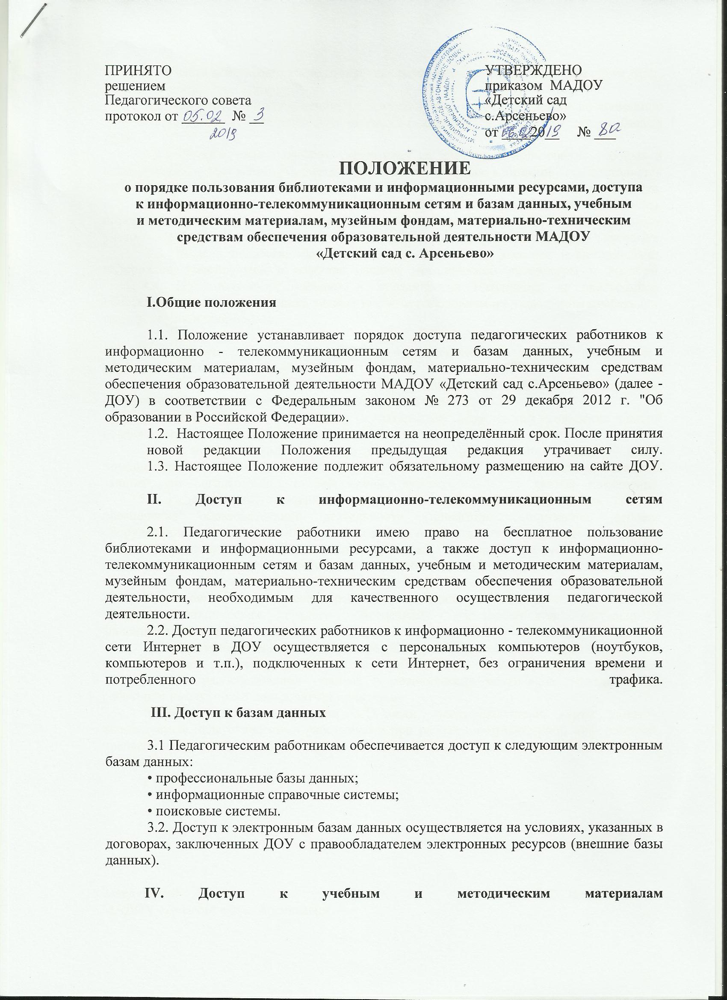 ПРИНЯТО
решением
Педагогического совета
протокол от 05.02 № 3
2019
УТВЕРЖДЕНО
приказом МАДОУ
«Детский сад
с.Арсеньево»
от 2019 №
ПОЛОЖЕНИЕ
о порядке пользования библиотеками и информационными ресурсами, доступа
к информационно-телекоммуникационным сетям и базам данных, учебным
и методическим материалам, музейным фондам, материально-техническим
средствам обеспечения образовательной деятельности МАДОУ
«Детский сад с. Арсеньево»
I.Общие положения
1.1. Положение устанавливает порядок доступа педагогических работников к
информационно - телекоммуникационным сетям и базам данных, учебным и
методическим материалам, музейным фондам, материально-техническим средствам
обеспечения образовательной деятельности МАДОУ «Детский сад с.Арсеньево» (далее -
ДОУ) в соответствии с Федеральным законом № 273 от 29 декабря 2012 г. "Об
образовании в Российской Федерации».
1.2. Настоящее Положение принимается на неопределённый срок. После принятия
новой редакции Положения предыдущая редакция утрачивает силу.
1.3. Настоящее Положение подлежит обязательному размещению на сайте ДОУ.
II. Доступ к информационно-телекоммуникационным сетям
2.1. Педагогические работники имею право на бесплатное пользование
библиотеками и информационными ресурсами, а также доступ к информационно-
телекоммуникационным сетям и базам данных, учебным и методическим материалам,
музейным фондам, материально-техническим средствам обеспечения образовательной
деятельности, необходимым для качественного осуществления педагогической
деятельности.
2.2. Доступ педагогических работников к информационно - телекоммуникационной
сети Интернет в ДОУ осуществляется с персональных компьютеров (ноутбуков,
компьютеров и т.п.), подключенных к сети Интернет, без ограничения времени и
потребленного трафика.
III. Доступ к базам данных
3.1 Педагогическим работникам обеспечивается доступ к следующим электронным
базам данных:
• профессиональные базы данных;
• информационные справочные системы;
• поисковые системы.
3.2. Доступ к электронным базам данных осуществляется на условиях, указанных в
договорах, заключенных ДОУ с правообладателем электронных ресурсов (внешние базы
данных).
IV. Доступ к учебным и методическим материалам